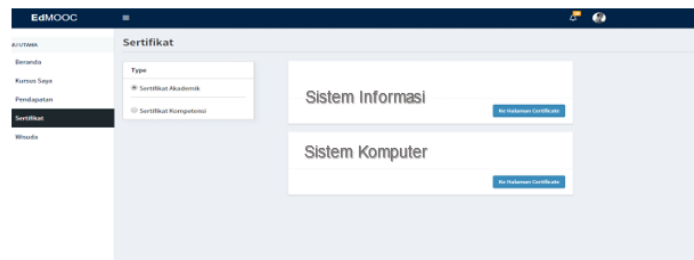 EdMOOC
Sertifikat
Beranda
Kursus Saya
Pendapatan
Sertifikat
Wisuda
Type
Sertifikat Akademik
Sertifikat Kompetensi
Sistem Informasi
Ke Halaman Certificate
Sistem Komputer
Ke Halaman Certificate